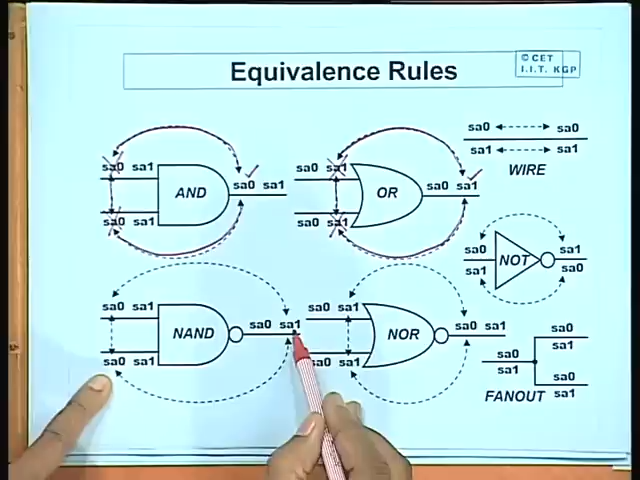 Equivalence Rules
© CET
I.I.T. KGP
sa0 sa1
AND
sa0 sa1
sa0 sa1
sa0 sa1
OR
sa0 sa1
sa0 sa1
sa0 sa0
sa1 sa1
WIRE
sa0
sa1
NOT
sa1
sa0
sa0 sa1
NAND
sa0 sa1
sa0 sa1
sa0 sa1
NOR
sa0 sa1
sa0 sa1
sa0
sa1
FANOUT
sa0
sa1
sa0
sa1